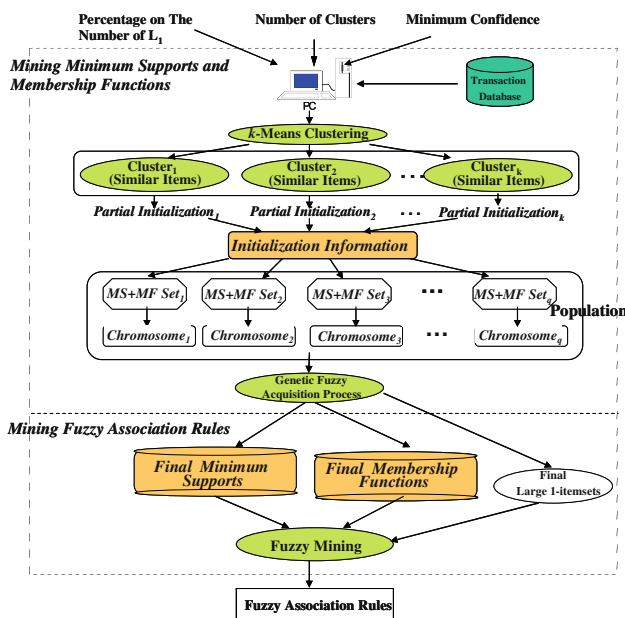 Percentage on The
Number of L1
Number of Clusters
Minimum Confidence
Mining Minimum Supports and
Membership Functions
PC
Transaction
Database
k-Means Clustering
Cluster1
(Similar Items)
Cluster2
(Similar Items)
...
Clusterk
(Similar Items)
Partial Initialization1
Partial Initialization2
...
Partial Initializationk
Initialization Information
MS+MF Set1
MS+MF Set2
MS+MF Set3
...
MS+MF Setq
Population
Chromosome1
Chromosome2
Chromosome3
...
Chromosomeq
Genetic Fuzzy
Acquisition Process
Mining Fuzzy Association Rules
Final Minimum
Supports
Final Membership
Functions
Final
Large 1-itemsets
Fuzzy Mining
Fuzzy Association Rules